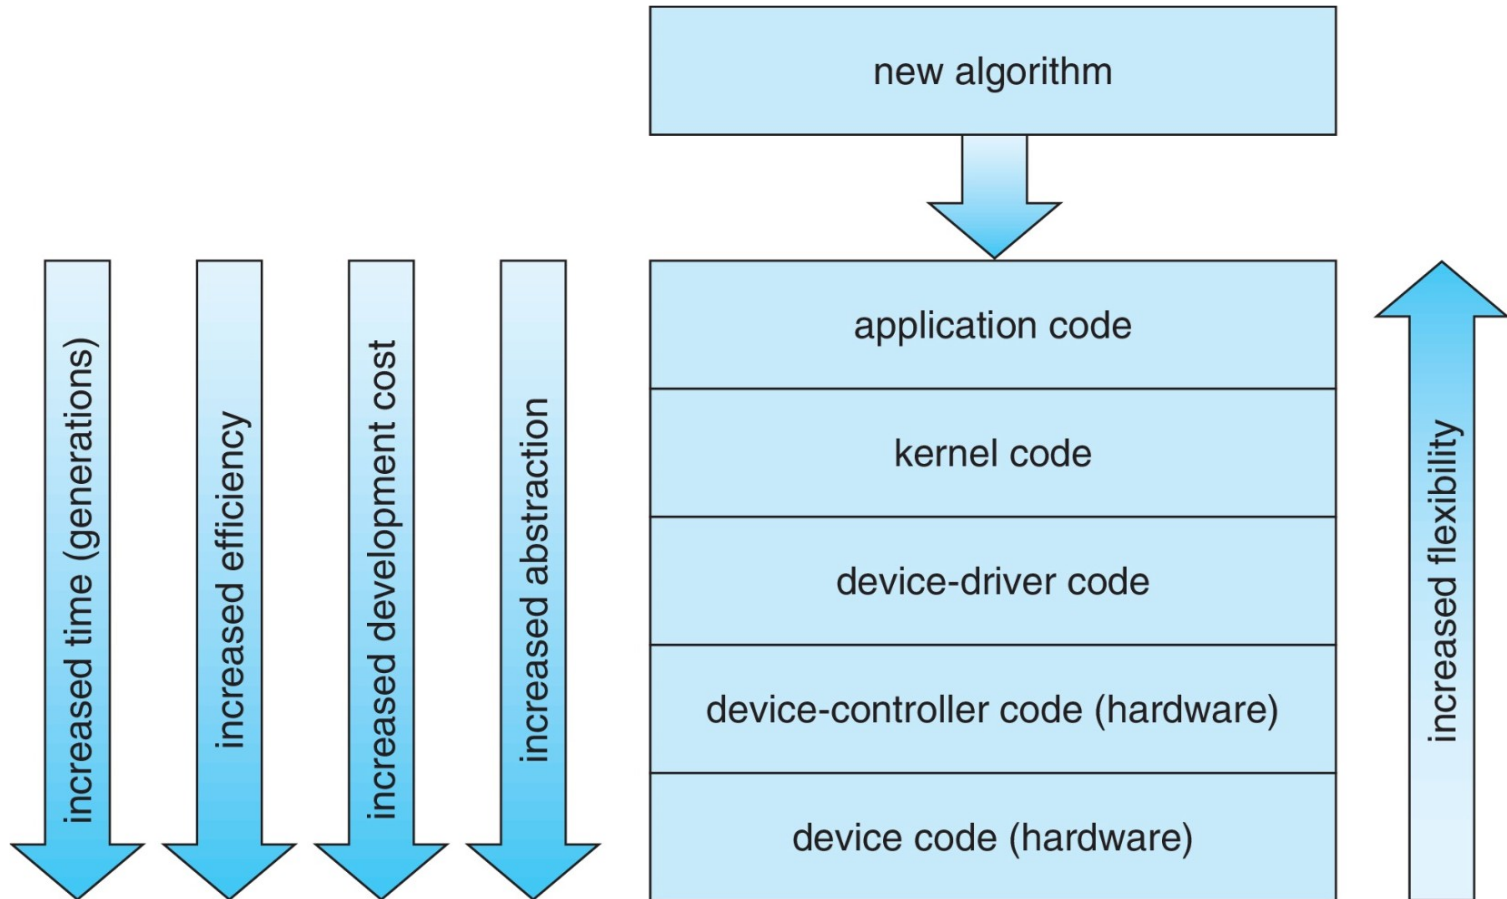 new algorithm
increased time (generations)
increased efficiency
increased development cost
increased abstraction
application code
kernel code
device-driver code
device-controller code (hardware)
device code (hardware)
increased flexibility